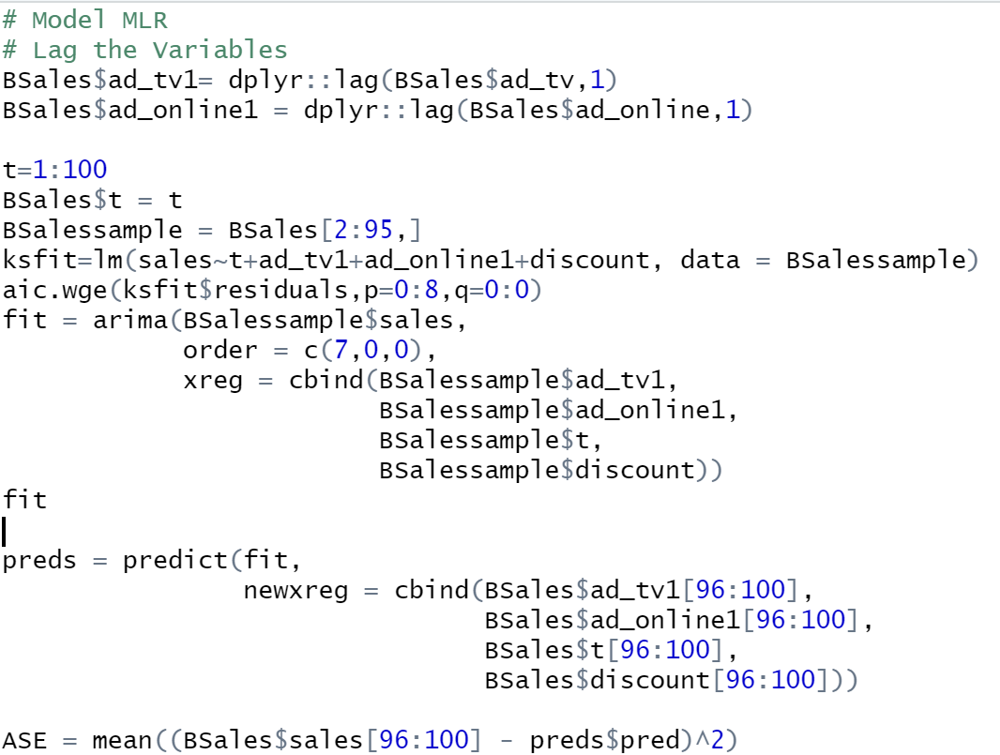 # Model MLR
# Lag the Variables
BSales$ad_tv1= dplyr::lag(BSales$ad_tv,1)
BSales$ad_online1 = dplyr::lag(BSales$ad_online,1)
t=1:100
BSales$t = t
BSalessample = BSales[2:95,]
ksfit=lm(sales~t+ad_tv1+ad_online1+discount, data = BSalessample)
aic.wge(ksfit$residuals,p=0:8,q=0:0)
fit = arima(BSalessample$sales,
order = c(7,0,0),
xreg = cbind(BSalessample$ad_tv1,
BSalessample$ad_online1,
BSalessample$t,
BSalessample$discount))
fit
preds = predict(fit,
newxreg = cbind(BSales$ad_tv1[96:100],
BSales$ad_online1[96:100],
BSales$t[96:100],
BSales$discount[96:100]))
ASE = mean((BSales$sales[96:100] - preds$pred)^2)